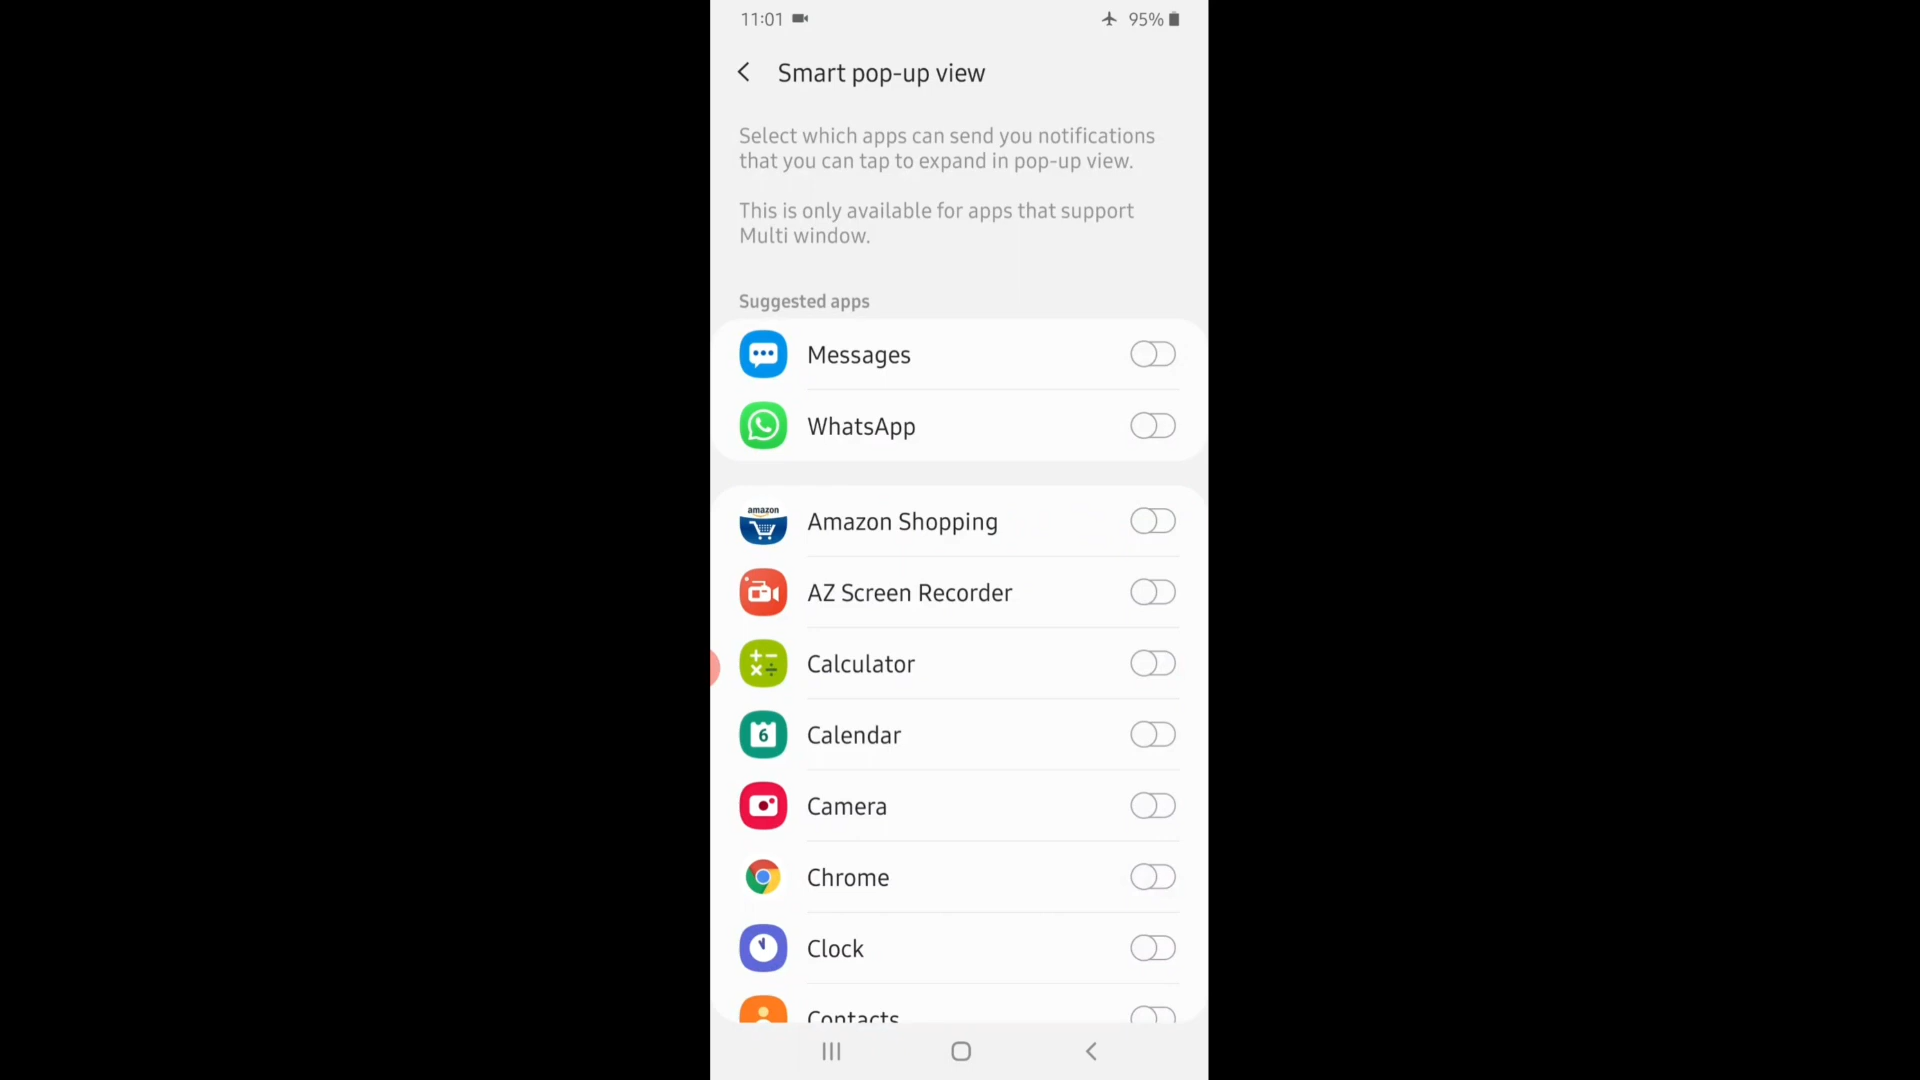 11:01
95%
Smart pop-up view
Select which apps can send you notifications
that you can tap to expand in pop-up view.
This is only available for apps that support
Multi window.
Suggested apps
Messages
WhatsApp
amazon
Amazon Shopping
AZ Screen Recorder
Calculator
6
Calendar
Camera
Chrome
Clock
Contacts